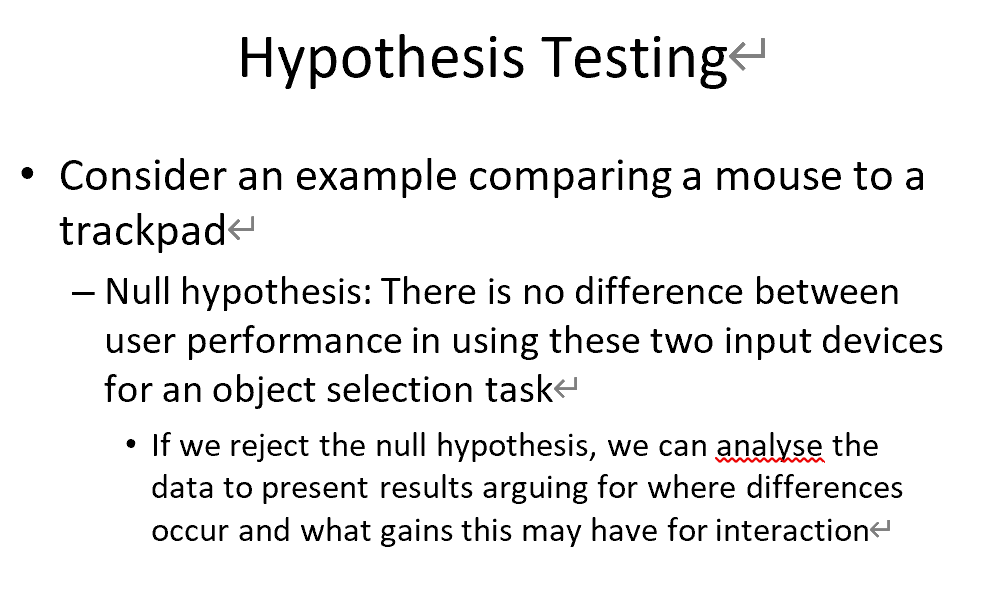 Hypothesis Testing↵
• Consider an example comparing a mouse to a
trackpad↵
– Null hypothesis: There is no difference between
user performance in using these two input devices
for an object selection task↵
• If we reject the null hypothesis, we can analyse the
data to present results arguing for where differences
occur and what gains this may have for interaction↵